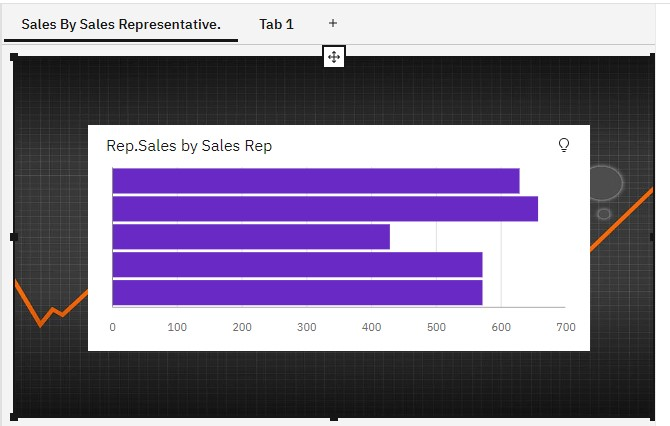 Sales By Sales Representative. Tab 1 +
Rep.Sales by Sales Rep
0 100 200 300 400 500 600 700